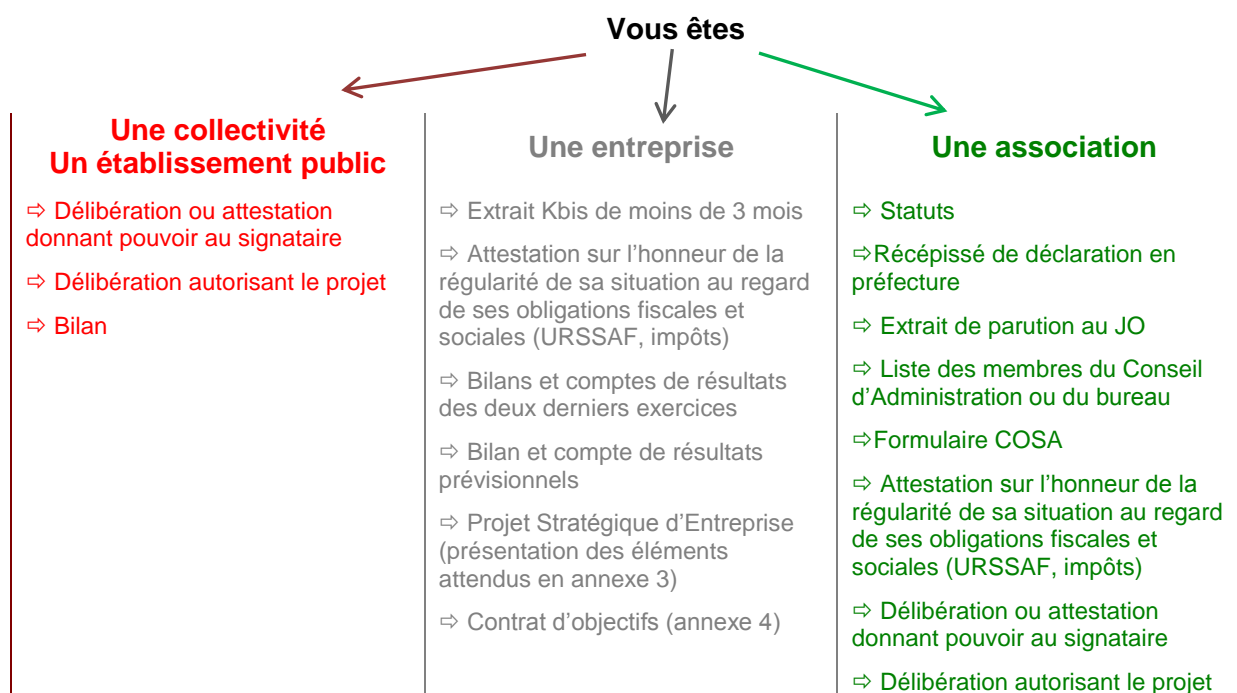 Vous êtes
Une collectivité
Un établissement public
⇨ Délibération ou attestation
donnant pouvoir au signataire
⇨ Délibération autorisant le projet
⇨ Bilan
Une entreprise
⇨ Extrait Kbis de moins de 3 mois
⇨ Attestation sur l’honneur de la
régularité de sa situation au regard
de ses obligations fiscales et
sociales (URSSAF, impôts)
⇨ Bilans et comptes de résultats
des deux derniers exercices
⇨ Bilan et compte de résultats
prévisionnels
⇨ Projet Stratégique d’Entreprise
(présentation des éléments
attendus en annexe 3)
⇨ Contrat d’objectifs (annexe 4)
Une association
⇨ Statuts
⇨Récépissé de déclaration en
préfecture
⇨ Extrait de parution au JO
⇨ Liste des membres du Conseil
d’Administration ou du bureau
⇨Formulaire COSA
⇨ Attestation sur l’honneur de la
régularité de sa situation au regard
de ses obligations fiscales et
sociales (URSSAF, impôts)
⇨ Délibération ou attestation
donnant pouvoir au signataire
⇨ Délibération autorisant le projet